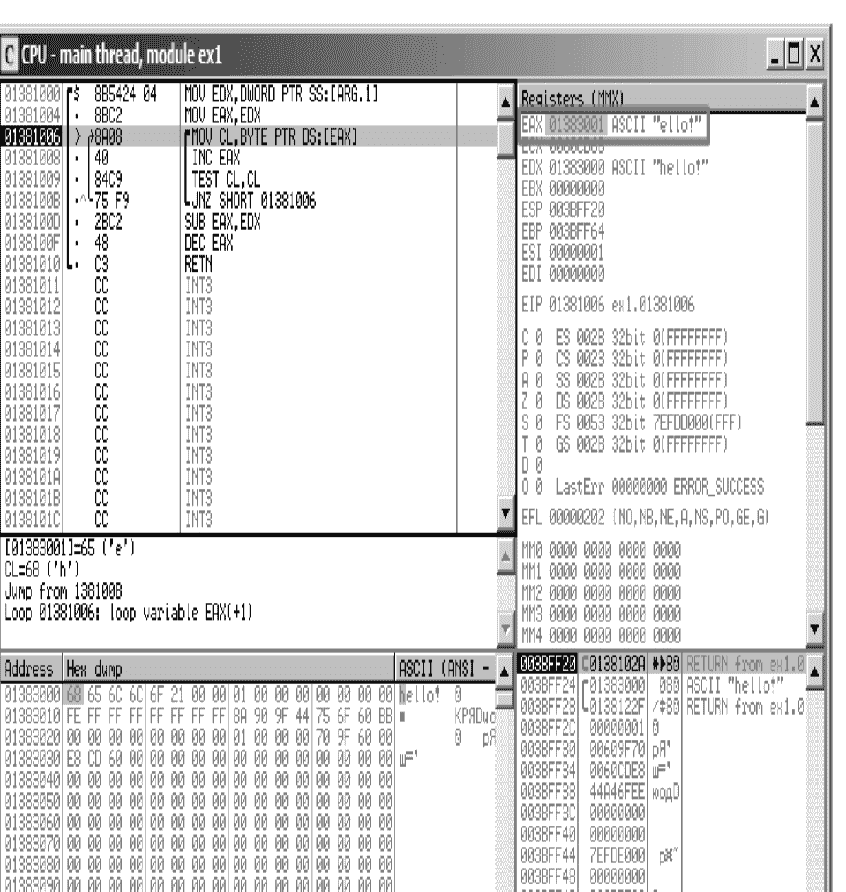 C CPU - main thread, module ex1
01381000 8B5424 04 MOV EDX,DWORD PTR SS:[ARG.1]
01381004 8BC2 MOV EAX,EDX
01381006 8A08 MOV CL,BYTE PTR DS:[EAX]
01381008 40 INC EAX
01381009 84C9 TEST CL,CL
0138100B 75 F9 JNZ SHORT 01381006
0138100D 2BC2 SUB EAX,EDX
0138100F 48 DEC EAX
01381010 C3 RETN
01381011 CC INT3
01381012 CC INT3
01381013 CC INT3
01381014 CC INT3
01381015 CC INT3
01381016 CC INT3
01381017 CC INT3
01381018 CC INT3
01381019 CC INT3
0138101A CC INT3
0138101B CC INT3
0138101C CC INT3
[01383001]=65 ('e')
CL=68 ('h')
Jump from 138100B
Loop 01381006: loop variable EAX(+1)
Registers (MMX)
EAX 01383001 ASCII "ello!"
EDX 01383000 ASCII "hello!"
EBX 00000000
ESP 003BFF20
EBP 003BFF64
ESI 00000001
EDI 00000000
EIP 01381006 ex1.01381006
C 0 ES 002B 32bit 0(FFFFFFFF)
P 0 CS 0023 32bit 0(FFFFFFFF)
A 0 SS 002B 32bit 0(FFFFFFFF)
Z 0 DS 002B 32bit 0(FFFFFFFF)
S 0 FS 0053 32bit 7EFDD000(FFF)
T 0 GS 002B 32bit 0(FFFFFFFF)
D 0
O 0 LastErr 00000000 ERROR_SUCCESS
EFL 00000202 (NO,NB,NE,A,NS,PO,GE,G)
MM0 0000 0000 0000 0000
MM1 0000 0000 0000 0000
MM2 0000 0000 0000 0000
MM3 0000 0000 0000 0000
MM4 0000 0000 0000 0000
Address Hex dump ASCII (ANSI -
01383000 68 65 6C 6C 6F 21 00 00 01 00 00 00 00 00 00 00 hello! 0
01383010 FE FF FF FF FF FF FF FF 8A 90 9F 44 75 6F 60 BB
01383020 00 00 00 00 00 00 00 00 01 00 00 00 70 9F 60 00
01383030 E8 CD 60 00 00 00 00 00 00 00 00 00 00 00 00 00
01383040 00 00 00 00 00 00 00 00 00 00 00 00 00 00 00 00
01383050 00 00 00 00 00 00 00 00 00 00 00 00 00 00 00 00
01383060 00 00 00 00 00 00 00 00 00 00 00 00 00 00 00 00
01383070 00 00 00 00 00 00 00 00 00 00 00 00 00 00 00 00
01383080 00 00 00 00 00 00 00 00 00 00 00 00 00 00 00 00
01383090 00 00 00 00 00 00 00 00 00 00 00 00 00 00 00 00
003BFF20 0138102A RETURN from ex1.0
003BFF24 01383000 ASCII "hello!"
003BFF28 0138122F RETURN from ex1.0
003BFF2C 00000001
003BFF30 00609F70
003BFF34 0060CDE8
003BFF38 44A46FEE
003BFF3C 00000000
003BFF40 00000000
003BFF44 7EFDE000
003BFF48 00000000